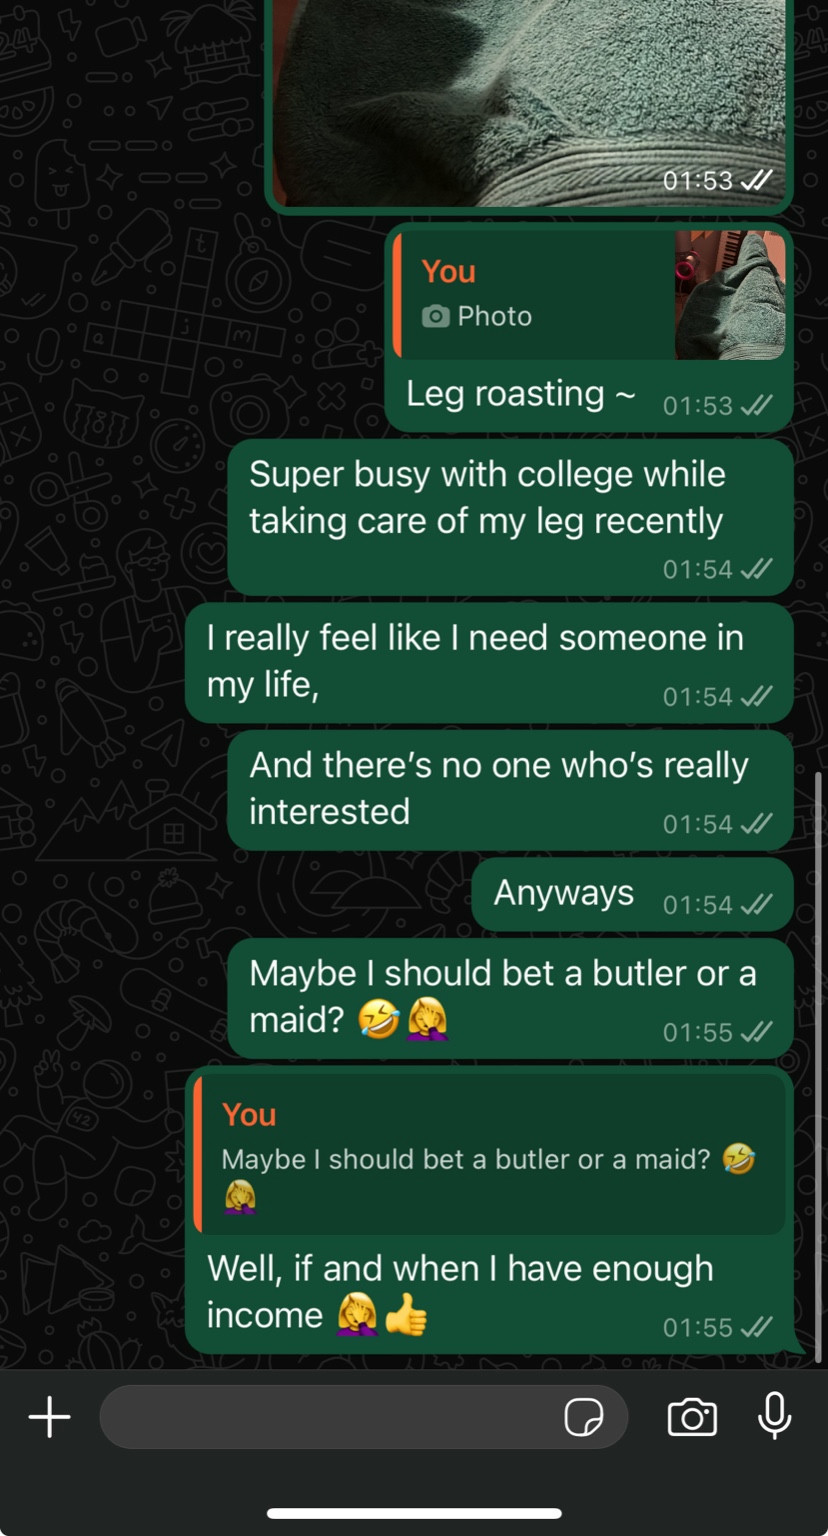 01:53
You
Photo
Leg roasting ~
01:53
Super busy with college while
taking care of my leg recently
01:54
I really feel like I need someone in
my life,
01:54
And there’s no one who’s really
interested
01:54
Anyways
01:54
Maybe I should bet a butler or a
maid? 🤣🤦‍♀️
01:55
You
Maybe I should bet a butler or a maid? 🤣
🤦‍♀️
Well, if and when I have enough
income 🤦‍♀️👍
01:55